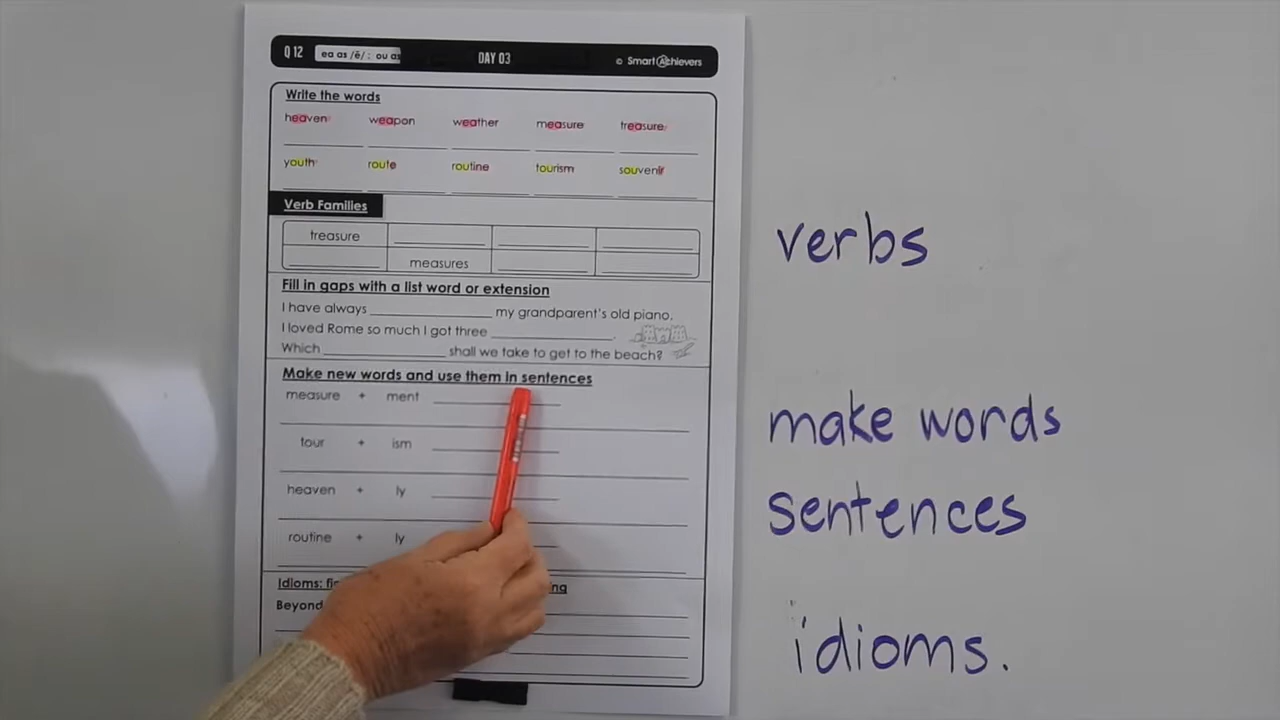 Q 12 ea as /ĕ/ : ou as DAY 03 © SmartAchievers
Write the words
heaven weapon weather measure treasure
youth route routine tourism souvenir
Verb Families
treasure
measures
Fill in gaps with a list word or extension
I have always my grandparent's old piano.
I loved Rome so much I got three .
Which shall we take to get to the beach?
Make new words and use them in sentences
measure + ment
tour + ism
heaven + ly
routine + ly
Idioms:
Beyond
verbs
make words
sentences
idioms.